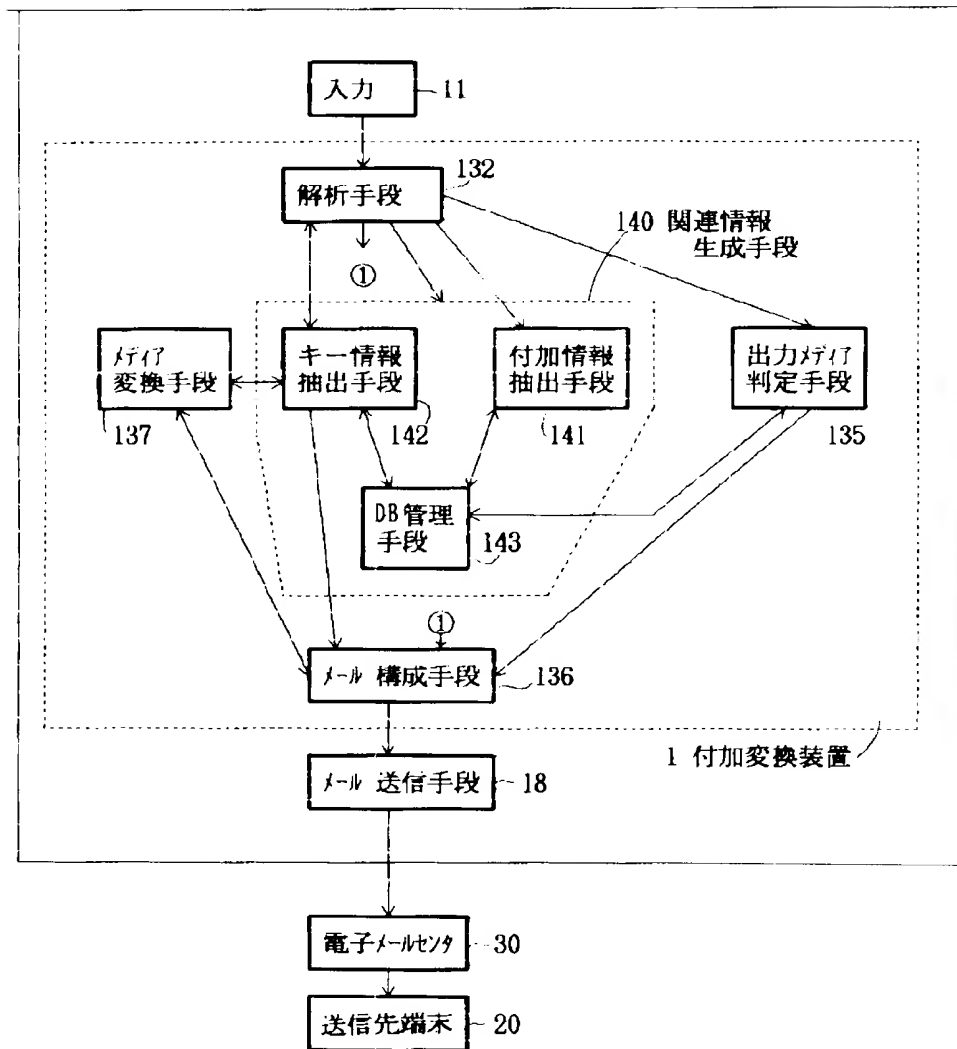 入力
11
解析手段
132
140 関連情報
生成手段
①
メディア
変換手段
137
キー情報
抽出手段
142
付加情報
抽出手段
141
出力メディア
判定手段
135
DB管理
手段
143
①
メール 構成手段
136
1 付加変換装置
メール 送信手段
18
電子メールセンタ
30
送信先端末
20